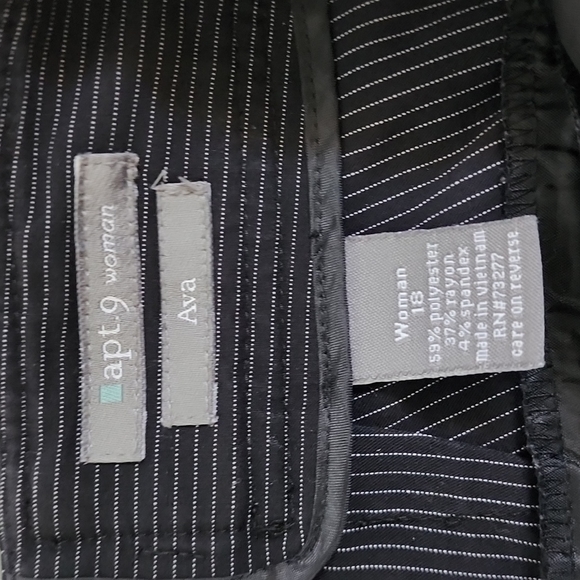 apt.9 woman
Ava
Woman
18
59% polyester
37% rayon
4% spandex
made in vietnam
RN#73277
care on reverse